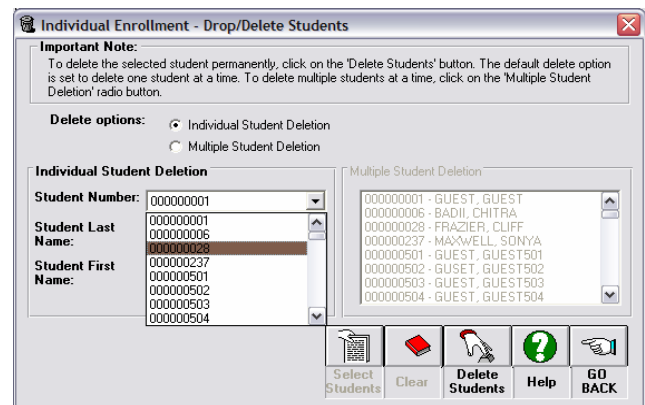 Individual Enrollment - Drop/Delete Students
Important Note:
To delete the selected student permanently, click on the 'Delete Students' button. The default delete option
is set to delete one student at a time. To delete multiple students at a time, click on the 'Multiple Student
Deletion' radio button.
Delete options:
Individual Student Deletion
Multiple Student Deletion
Individual Student Deletion
Student Number:
000000001
Student Last
Name:
Student First
Name:
000000001
000000006
000000028
000000237
000000501
000000502
000000503
000000504
Multiple Student Deletion
000000001 - GUEST, GUEST
000000006 - BADII, CHITRA
000000028 - FRAZIER, CLIFF
000000237 - MAXWELL, SONYA
000000501 - GUEST, GUEST501
000000502 - GUSET, GUEST502
000000503 - GUEST, GUEST503
000000504 - GUEST, GUEST504
Select
Students
Clear
Delete
Students
Help
GO
BACK